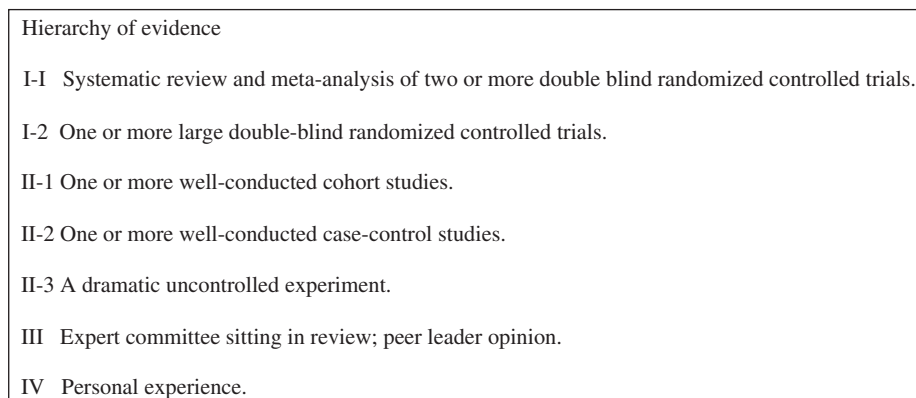 Hierarchy of evidence
I-I Systematic review and meta-analysis of two or more double blind randomized controlled trials.
I-2 One or more large double-blind randomized controlled trials.
II-1 One or more well-conducted cohort studies.
II-2 One or more well-conducted case-control studies.
II-3 A dramatic uncontrolled experiment.
III Expert committee sitting in review; peer leader opinion.
IV Personal experience.